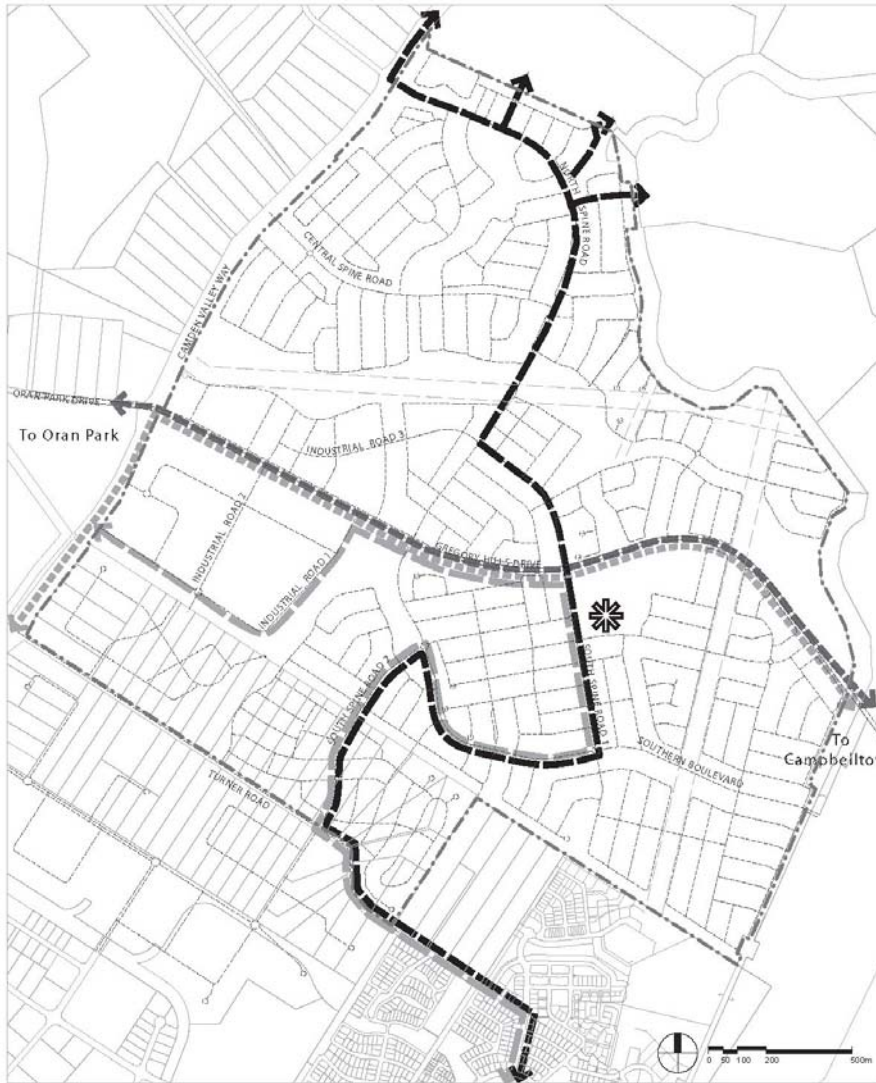 NORTH SPINE ROAD
CENTRAL SPINE ROAD
CAMDEN VALLEY WAY
ORAN PARK DRIVE
To Oran Park
INDUSTRIAL ROAD 3
INDUSTRIAL ROAD 2
INDUSTRIAL ROAD 1
GREGORY HILLS DRIVE
SOUTH SPINE ROAD 2
SOUTH SPINE ROAD 1
SOUTHERN BOULEVARD
To
Campbellto
TURNER ROAD
0 50 100 200 500m